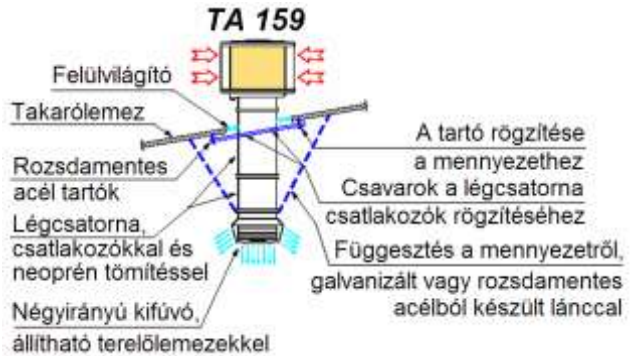 TA 159
Felülvilágító
Takarólemez
Rozsdamentes
acél tartók
Légcsatorna,
csatlakozókkal és
neoprén tömítéssel
Négyirányú kifúvó,
állítható terelőlemezekkel
A tartó rögzítése
a mennyezethez
Csavarok a légcsatorna
csatlakozók rögzítéséhez
Függesztés a mennyezetről,
galvanizált vagy rozsdamentes
acélból készült lánccal